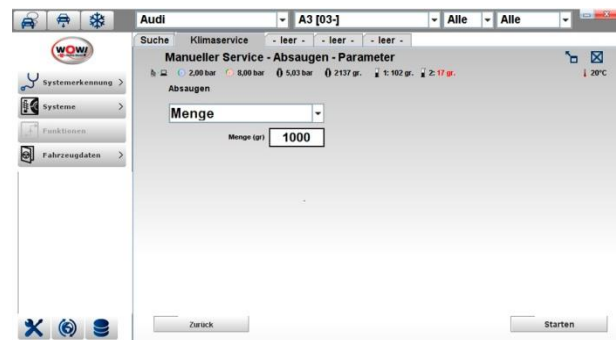 Audi A3 [03-] Alle Alle
Suche Klimaservice - leer - - leer - - leer -
WOW!
Manueller Service - Absaugen - Parameter
2,00 bar 8,00 bar 5,03 bar 2137 gr. 1: 102 gr. 2: 17 gr. 20°C
Systemerkennung >
Absaugen
Systeme >
Menge
Funktionen
Menge (gr) 1000
Fahrzeugdaten >
Zurück Starten